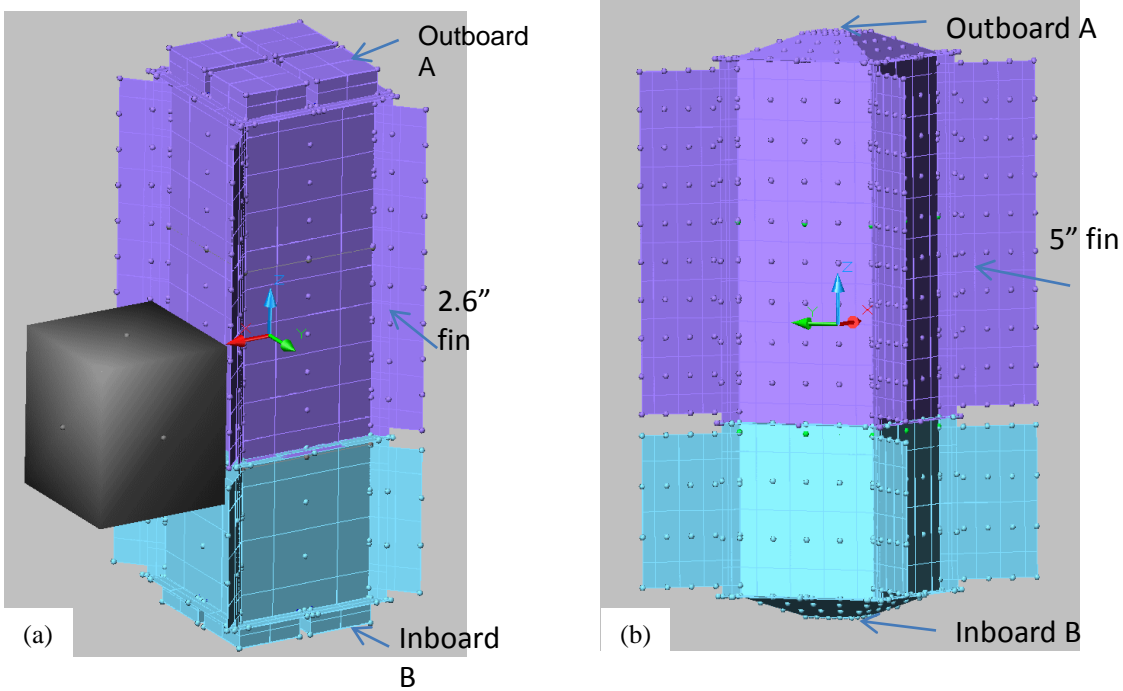 Outboard
A
2.6”
fin
Z
Y
(a)
Inboard
B
Outboard A
5” fin
Z
X
(b)
Inboard B